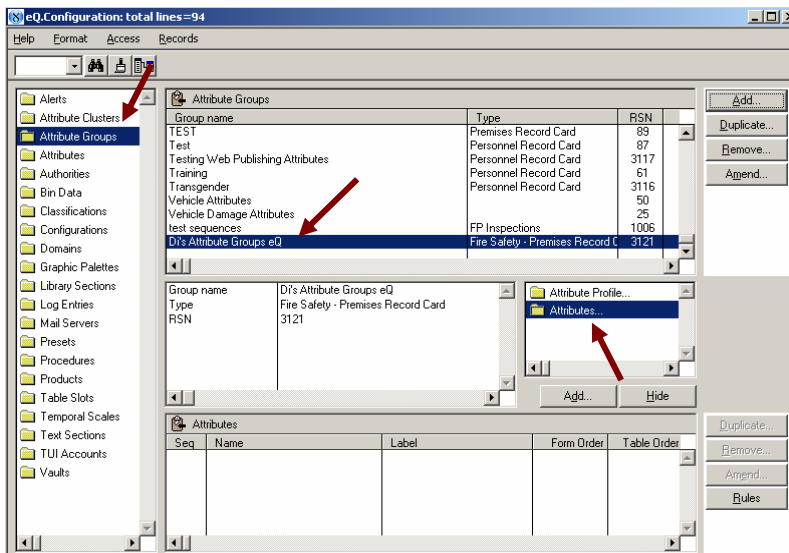 eQ.Configuration: total lines=94
Help Format Access Records
Alerts
Attribute Clusters
Attribute Groups
Attributes
Authorities
Bin Data
Classifications
Configurations
Domains
Graphic Palettes
Library Sections
Log Entries
Mail Servers
Presets
Procedures
Products
Table Slots
Temporal Scales
Text Sections
TUI Accounts
Vaults
Attribute Groups
Group name Type RSN
TEST Premises Record Card 89
Test Personnel Record Card 87
Testing Web Publishing Attributes Personnel Record Card 3117
Training Personnel Record Card 61
Transgender Personnel Record Card 3116
Vehicle Attributes 50
Vehicle Damage Attributes 25
test sequences FP Inspections 1006
Di's Attribute Groups eQ Fire Safety - Premises Record C 3121
Add...
Duplicate...
Remove...
Amend...
Group name Di's Attribute Groups eQ
Type Fire Safety - Premises Record Card
RSN 3121
Attribute Profile...
Attributes...
Add... Hide
Attributes
Seq Name Label Form Order Table Order
Duplicate...
Remove...
Amend...
Rules